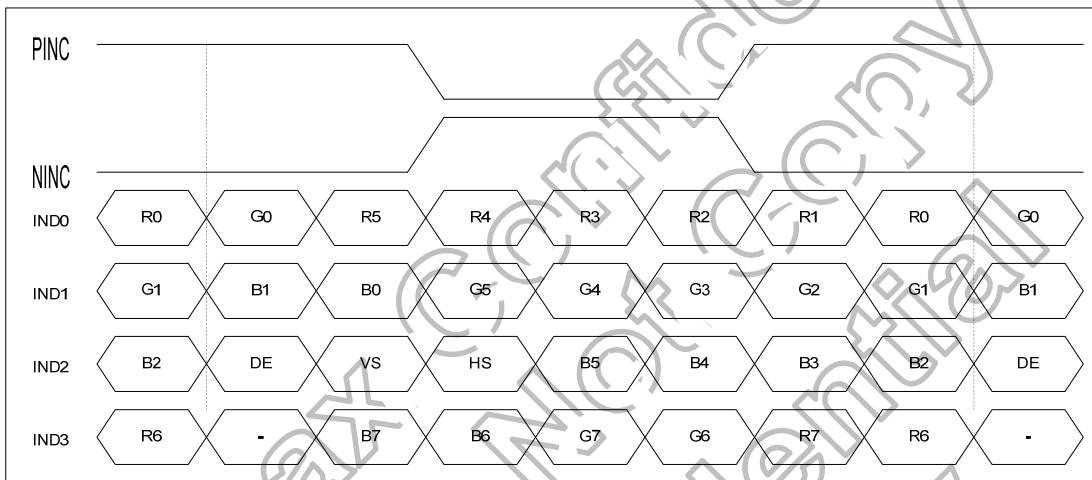 PINC
NINC
IND0 R0 G0 R5 R4 R3 R2 R1 R0 G0
IND1 G1 B1 B0 G5 G4 G3 G2 G1 B1
IND2 B2 DE VS HS B5 B4 B3 B2 DE
IND3 R6 - B7 B6 G7 G6 R7 R6 -